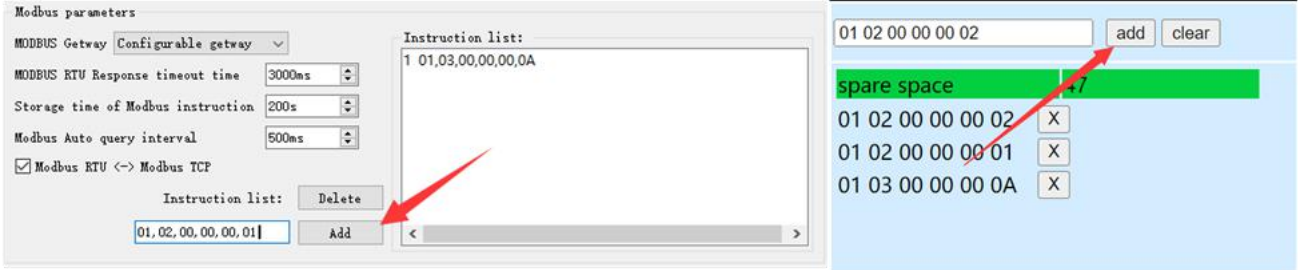 Modbus parameters
MODBUS Getway Configurable getway
MODBUS RTU Response timeout time 3000ms
Storage time of Modbus instruction 200s
Modbus Auto query interval 500ms
Modbus RTU <-> Modbus TCP
Instruction list: Delete
01,02,00,00,00,01 Add
Instruction list:
1 01,03,00,00,00,0A
01 02 00 00 00 02 add clear
spare space 47
01 02 00 00 00 02 X
01 02 00 00 00 01 X
01 03 00 00 00 0A X